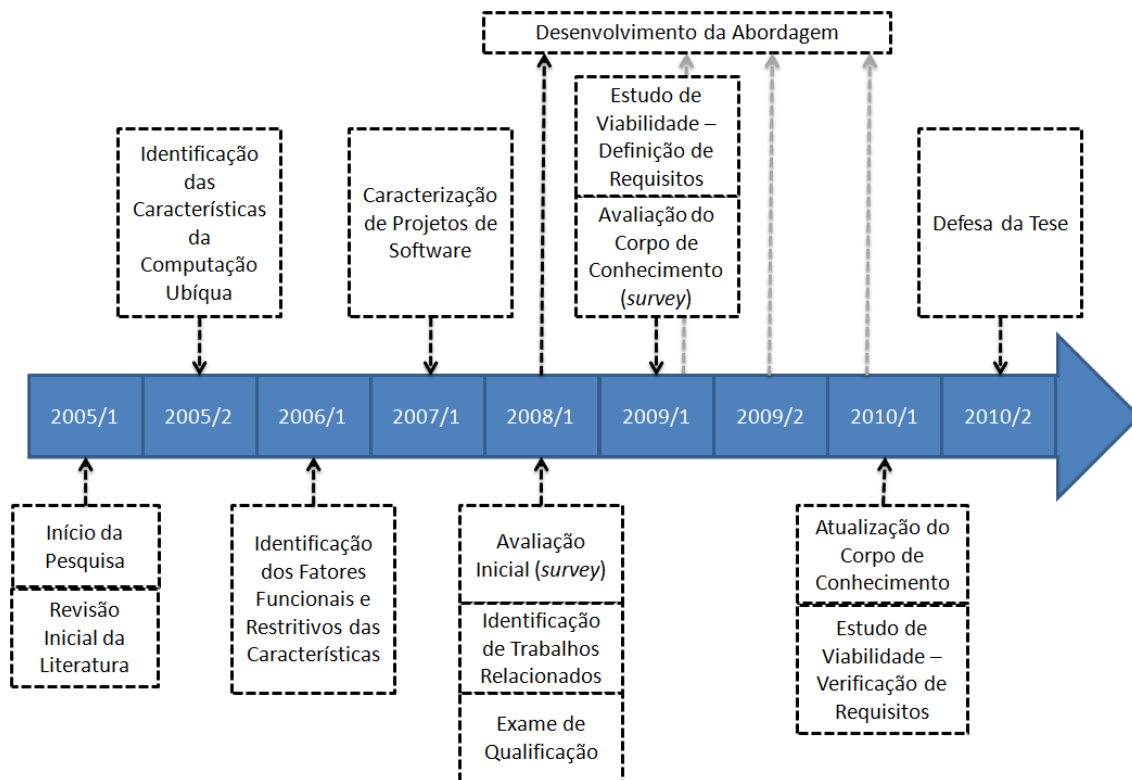 Desenvolvimento da Abordagem
Identificação
das
Características
da
Computação
Ubíqua
Caracterização
de Projetos de
Software
Estudo de
Viabilidade –
Definição de
Requisitos
Avaliação do
Corpo de
Conhecimento
(survey)
Defesa da Tese
2005/1
2005/2
2006/1
2007/1
2008/1
2009/1
2009/2
2010/1
2010/2
Início da
Pesquisa
Revisão
Inicial da
Literatura
Identificação
dos Fatores
Funcionais e
Restritivos das
Características
Avaliação
Inicial (survey)
Identificação
de Trabalhos
Relacionados
Exame de
Qualificação
Atualização do
Corpo de
Conhecimento
Estudo de
Viabilidade –
Verificação de
Requisitos